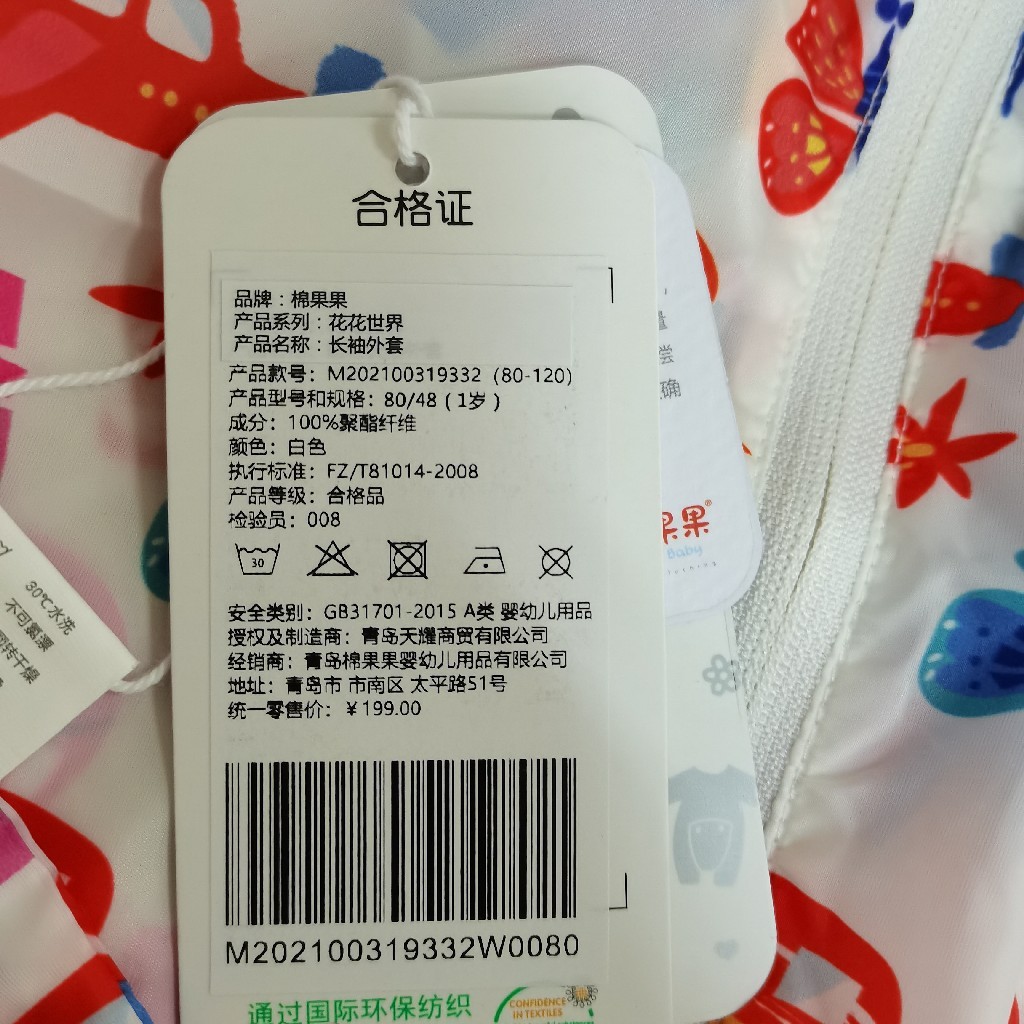 合格证
品牌：棉果果
产品系列：花花世界
产品名称：长袖外套
产品款号：M202100319332（80-120）
产品型号和规格：80/48（1岁）
成分：100%聚酯纤维
颜色：白色
执行标准：FZ/T81014-2008
产品等级：合格品
检验员：008
30
安全类别：GB31701-2015 A类 婴幼儿用品
授权及制造商：青岛天耀商贸有限公司
经销商：青岛棉果果婴幼儿用品有限公司
地址：青岛市 市南区 太平路51号
统一零售价：￥199.00
M202100319332W0080
通过国际环保纺织
CONFIDENCE
IN TEXTILES
量
尝
确
果果®
Baby
30℃水洗
不可氯漂
转干燥